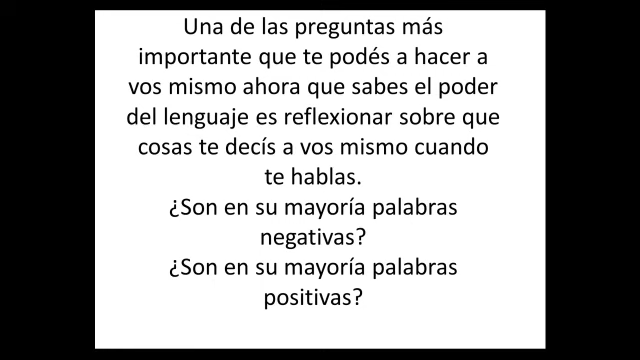 Una de las preguntas más
importante que te podés a hacer a
vos mismo ahora que sabes el poder
del lenguaje es reflexionar sobre que
cosas te decís a vos mismo cuando
te hablas.
¿Son en su mayoría palabras
negativas?
¿Son en su mayoría palabras
positivas?